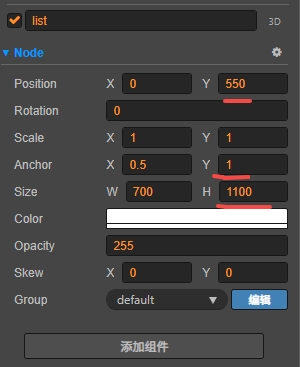 list 3D
Node
Position X 0 Y 550
Rotation 0
Scale X 1 Y 1
Anchor X 0.5 Y 1
Size W 700 H 1100
Color
Opacity 255
Skew X 0 Y 0
Group default 编辑
添加组件